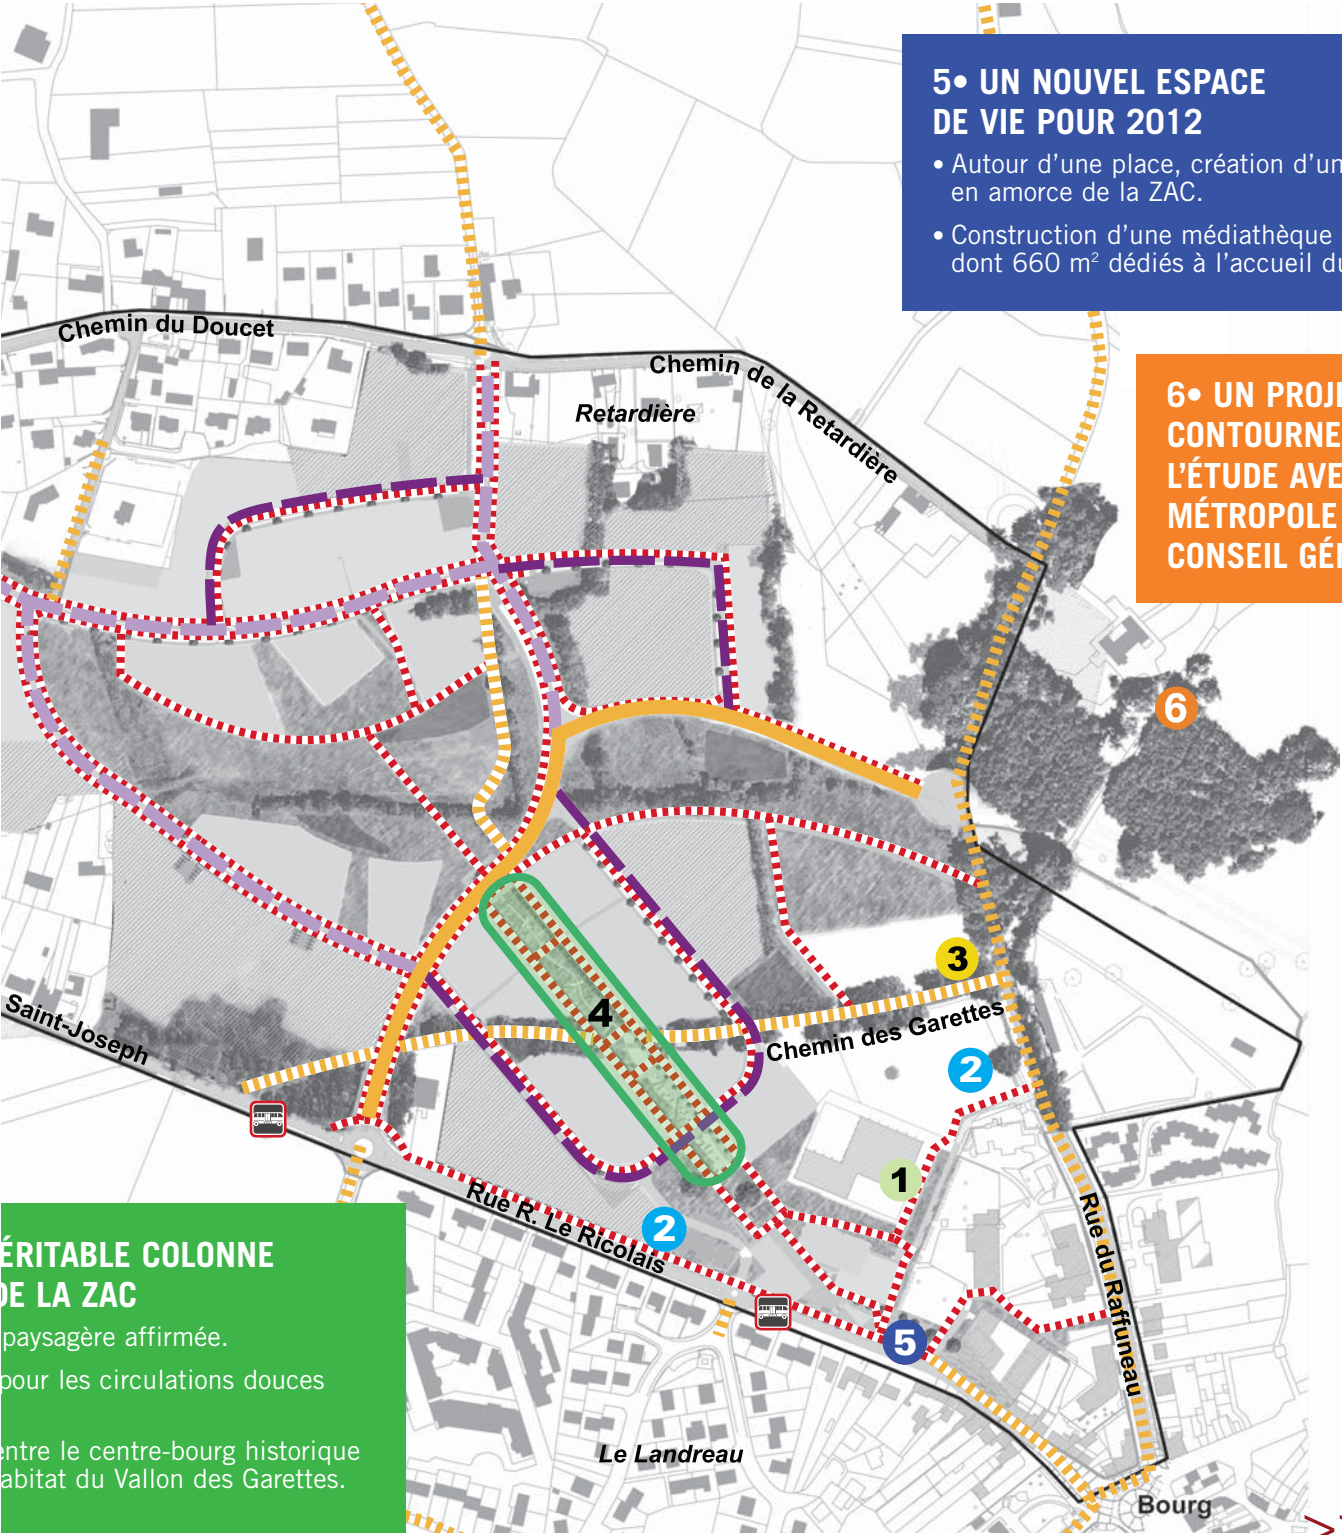 5• UN NOUVEL ESPACE
DE VIE POUR 2012
• Autour d’une place, création d’un
en amorce de la ZAC.
• Construction d’une médiathèque
dont 660 m² dédiés à l’accueil du
6• UN PROJE
CONTOURNE
L’ÉTUDE AVE
MÉTROPOLE
CONSEIL GÉN
Chemin du Doucet
Chemin de la Retardière
Retardière
6
3
4
Chemin des Garettes
Saint-Joseph
2
1
Rue R. Le Ricolais
2
Rue du Raffuneau
5
ÉRITABLE COLONNE
DE LA ZAC
paysagère affirmée.
pour les circulations douces
entre le centre-bourg historique
abitat du Vallon des Garettes.
Le Landreau
Bourg